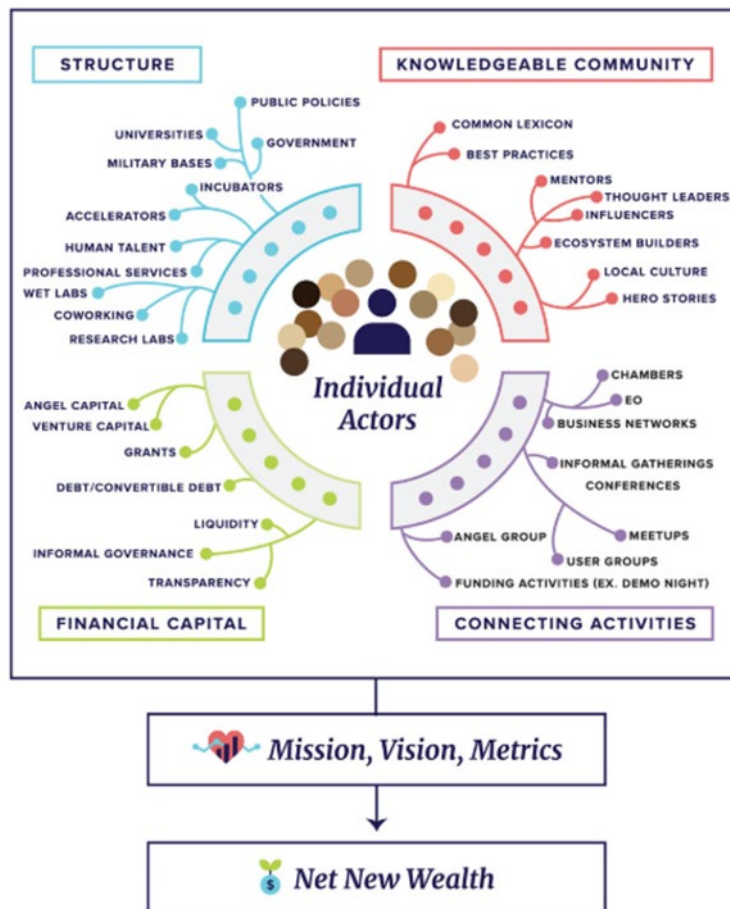 STRUCTURE
PUBLIC POLICIES
UNIVERSITIES
GOVERNMENT
MILITARY BASES
INCUBATORS
ACCELERATORS
HUMAN TALENT
PROFESSIONAL SERVICES
WET LABS
COWORKING
RESEARCH LABS
KNOWLEDGEABLE COMMUNITY
COMMON LEXICON
BEST PRACTICES
MENTORS
THOUGHT LEADERS
INFLUENCERS
ECOSYSTEM BUILDERS
LOCAL CULTURE
HERO STORIES
Individual
Actors
ANGEL CAPITAL
VENTURE CAPITAL
GRANTS
DEBT/CONVERTIBLE DEBT
LIQUIDITY
INFORMAL GOVERNANCE
TRANSPARENCY
FINANCIAL CAPITAL
CHAMBERS
EO
BUSINESS NETWORKS
INFORMAL GATHERINGS
CONFERENCES
MEETUPS
ANGEL GROUP
USER GROUPS
FUNDING ACTIVITIES (EX. DEMO NIGHT)
CONNECTING ACTIVITIES
Mission, Vision, Metrics
$
Net New Wealth